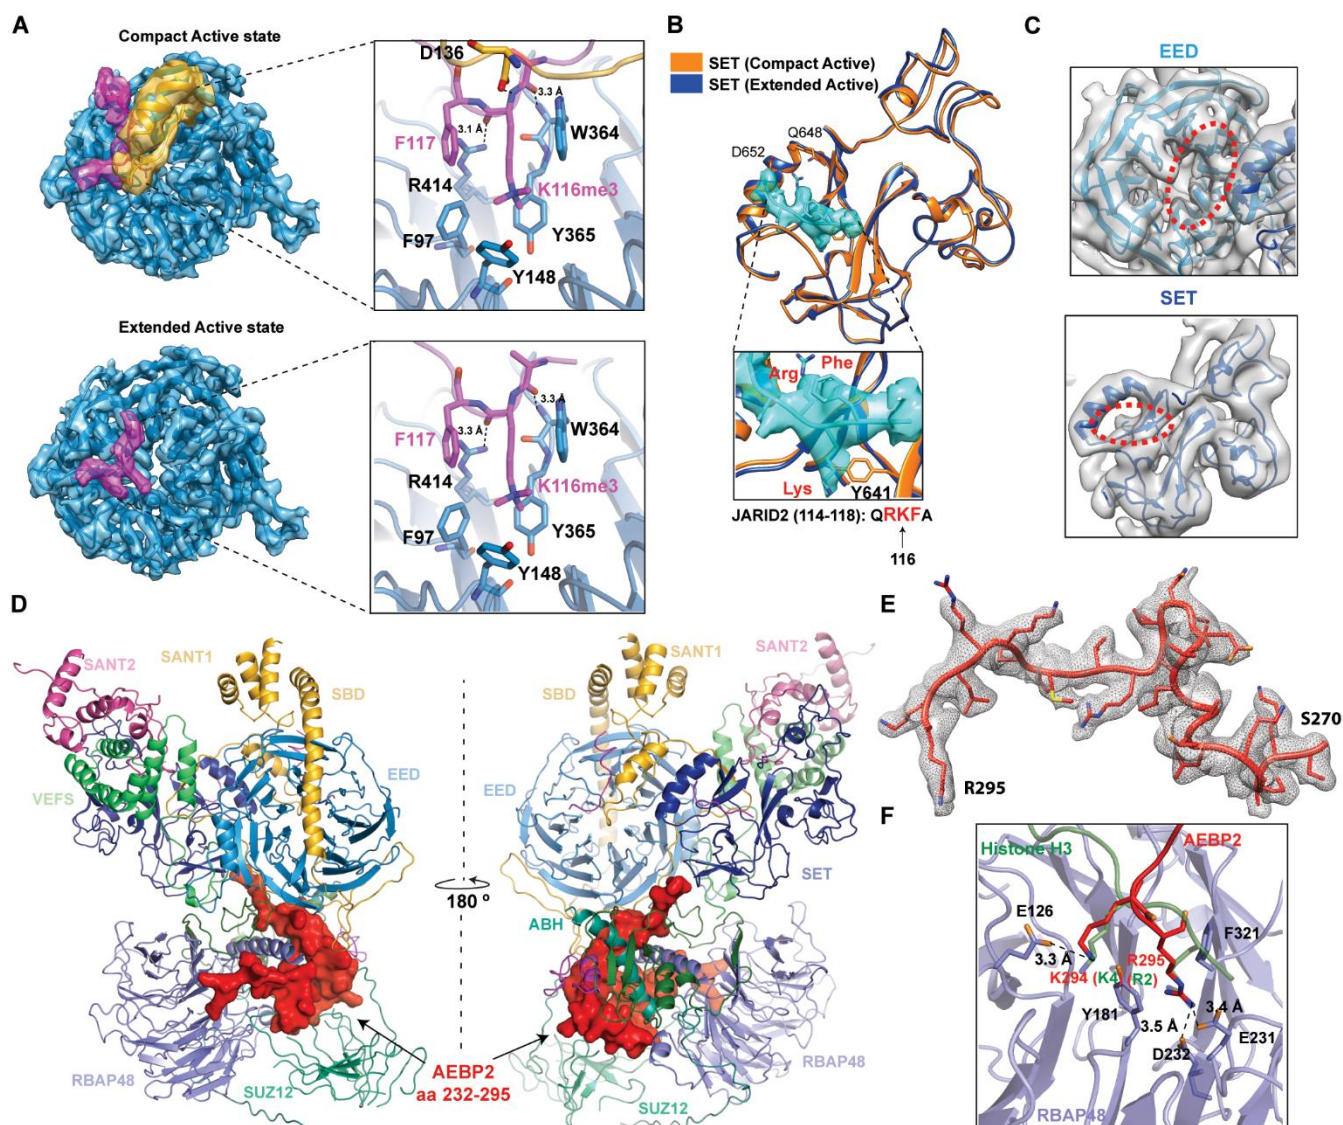 A
Compact Active state
D136
3.3 Å
W364
3.1 Å
F117
R414
K116me3
F97
Y365
Y148
Extended Active state
3.3 Å
W364
3.3 Å
F117
R414
K116me3
F97
Y365
Y148
B
SET (Compact Active)
SET (Extended Active)
Q648
D652
Arg
Phe
Lys
Y641
JARID2 (114-118): QRKFA
116
C
EED
SET
D
SANT2
SANT1
SBD
VEFS
EED
RBAP48
SUZ12
180 o
AEBP2
aa 232-295
SANT1
SANT2
SBD
EED
SET
ABH
RBAP48
SUZ12
E
S270
R295
F
Histone H3
AEBP2
E126
F321
3.3 Å
R295
K294 (K4) (R2)
Y181
3.4 Å
3.5 Å
E231
D232
RBAP48